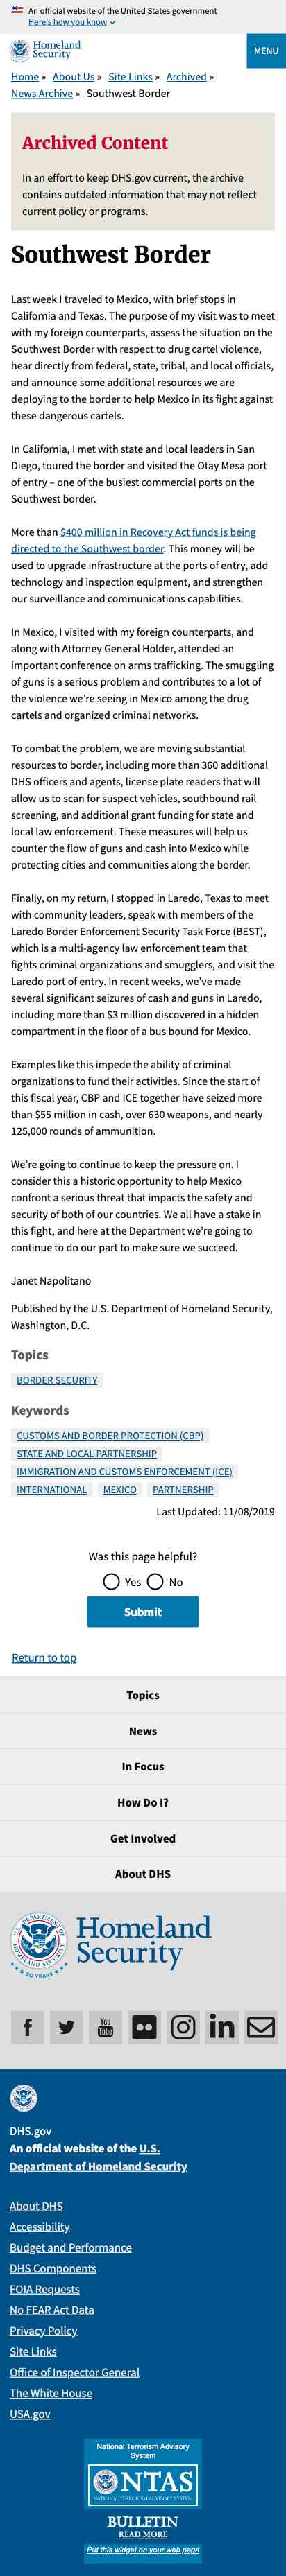 An official website of the United States government
Here's how you know
Homeland
Security
MENU
Home » About Us » Site Links » Archived »
News Archive » Southwest Border
Archived Content
In an effort to keep DHS.gov current, the archive
contains outdated information that may not reflect
current policy or programs.
Southwest Border
Last week I traveled to Mexico, with brief stops in
California and Texas. The purpose of my visit was to meet
with my foreign counterparts, assess the situation on the
Southwest Border with respect to drug cartel violence,
hear directly from federal, state, tribal, and local officials,
and announce some additional resources we are
deploying to the border to help Mexico in its fight against
these dangerous cartels.
In California, I met with state and local leaders in San
Diego, toured the border and visited the Otay Mesa port
of entry – one of the busiest commercial ports on the
Southwest border.
More than $400 million in Recovery Act funds is being
directed to the Southwest border. This money will be
used to upgrade infrastructure at the ports of entry, add
technology and inspection equipment, and strengthen
our surveillance and communications capabilities.
In Mexico, I visited with my foreign counterparts, and
along with Attorney General Holder, attended an
important conference on arms trafficking. The smuggling
of guns is a serious problem and contributes to a lot of
the violence we're seeing in Mexico among the drug
cartels and organized criminal networks.
To combat the problem, we are moving substantial
resources to border, including more than 360 additional
DHS officers and agents, license plate readers that will
allow us to scan for suspect vehicles, southbound rail
screening, and additional grant funding for state and
local law enforcement. These measures will help us
counter the flow of guns and cash into Mexico while
protecting cities and communities along the border.
Finally, on my return, I stopped in Laredo, Texas to meet
with community leaders, speak with members of the
Laredo Border Enforcement Security Task Force (BEST),
which is a multi-agency law enforcement team that
fights criminal organizations and smugglers, and visit the
Laredo port of entry. In recent weeks, we've made
several significant seizures of cash and guns in Laredo,
including more than $3 million discovered in a hidden
compartment in the floor of a bus bound for Mexico.
Examples like this impede the ability of criminal
organizations to fund their activities. Since the start of
this fiscal year, CBP and ICE together have seized more
than $55 million in cash, over 630 weapons, and nearly
125,000 rounds of ammunition.
We're going to continue to keep the pressure on. I
consider this a historic opportunity to help Mexico
confront a serious threat that impacts the safety and
security of both of our countries. We all have a stake in
this fight, and here at the Department we're going to
continue to do our part to make sure we succeed.
Janet Napolitano
Published by the U.S. Department of Homeland Security,
Washington, D.C.
Topics
BORDER SECURITY
Keywords
CUSTOMS AND BORDER PROTECTION (CBP)
STATE AND LOCAL PARTNERSHIP
IMMIGRATION AND CUSTOMS ENFORCEMENT (ICE)
INTERNATIONAL MEXICO PARTNERSHIP
Last Updated: 11/08/2019
Was this page helpful?
Yes No
Submit
Return to top
Topics
News
In Focus
How Do I?
Get Involved
About DHS
U.S. DEPARTMENT OF
HOMELAND SECURITY
20 YEARS
Homeland
Security
You
Tube
DHS.gov
An official website of the U.S.
Department of Homeland Security
About DHS
Accessibility
Budget and Performance
DHS Components
FOIA Requests
No FEAR Act Data
Privacy Policy
Site Links
Office of Inspector General
The White House
USA.gov
National Terrorism Advisory
System
NTAS
NATIONAL TERRORISM ADVISORY SYSTEM
BULLETIN
READ MORE
Put this widget on your web page